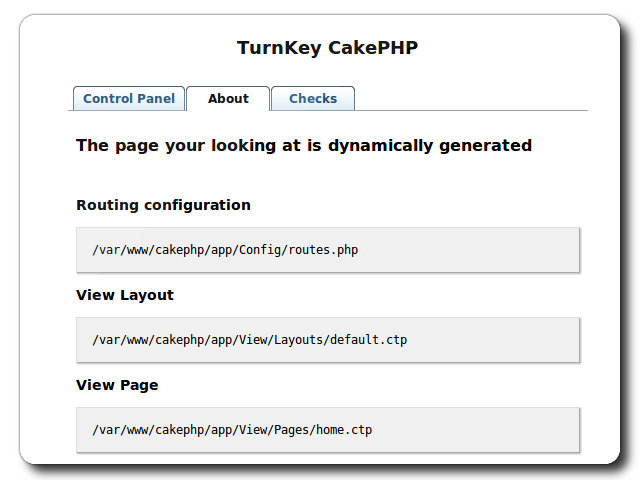 TurnKey CakePHP
Control Panel About Checks
The page your looking at is dynamically generated
Routing configuration
/var/www/cakephp/app/Config/routes.php
View Layout
/var/www/cakephp/app/View/Layouts/default.ctp
View Page
/var/www/cakephp/app/View/Pages/home.ctp